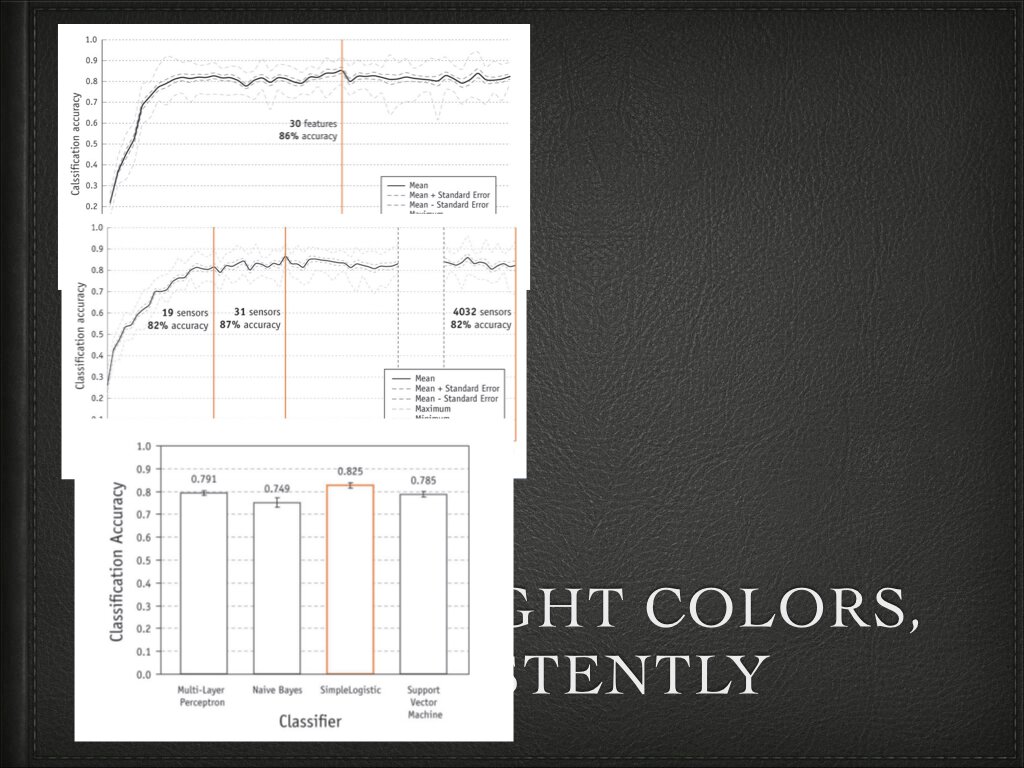 1.0
0.9
0.8
0.7
0.6
0.5
0.4
0.3
0.2
Calssification accuracy
30 features
86% accuracy
Mean
Mean + Standard Error
Mean - Standard Error
1.0
0.9
0.8
0.7
0.6
0.5
0.4
0.3
0.2
Classification accuracy
19 sensors
82% accuracy
31 sensors
87% accuracy
4032 sensors
82% accuracy
Mean
Mean + Standard Error
Mean - Standard Error
Maximum
1.0
0.9
0.8
0.7
0.6
0.5
0.4
0.3
0.2
0.1
0.0
Classification Accuracy
0.791
0.749
0.825
0.785
Multi-Layer
Perceptron
Naive Bayes
SimpleLogistic
Support
Vector
Machine
Classifier
GHT COLORS,
STENTLY